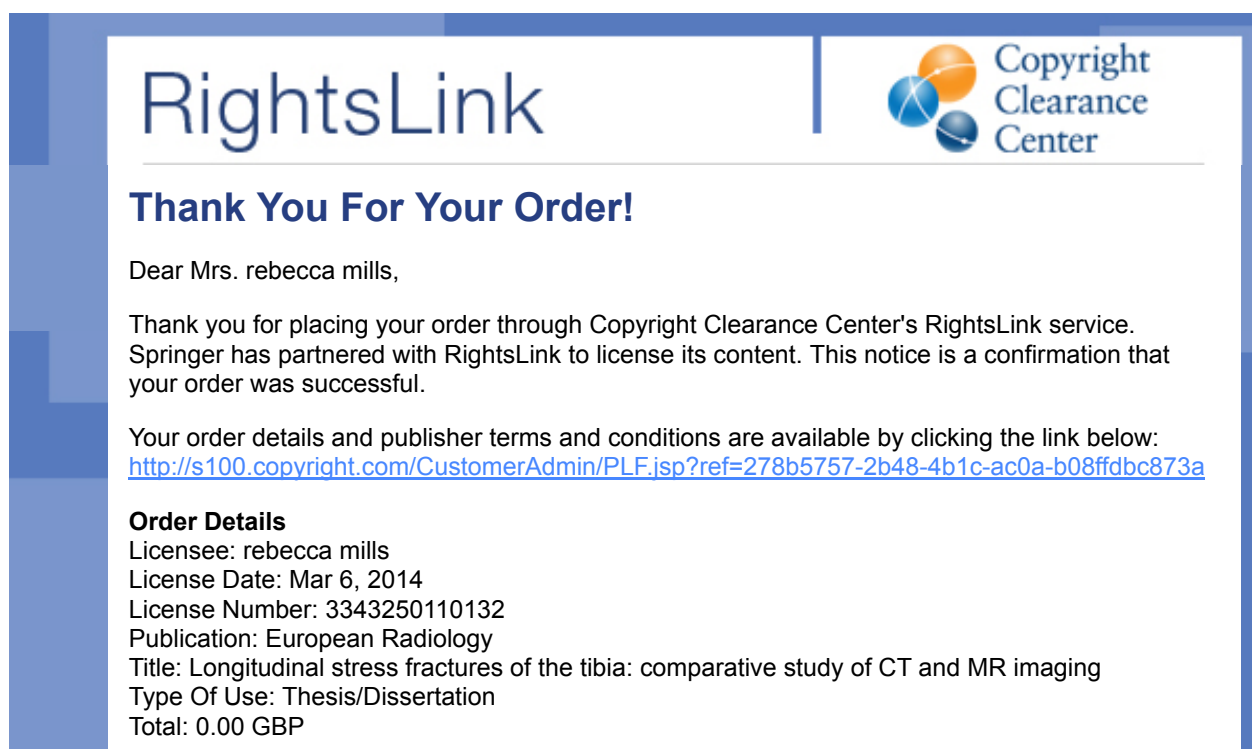 RightsLink
Copyright
Clearance
Center
Thank You For Your Order!
Dear Mrs. rebecca mills,
Thank you for placing your order through Copyright Clearance Center's RightsLink service.
Springer has partnered with RightsLink to license its content. This notice is a confirmation that
your order was successful.
Your order details and publisher terms and conditions are available by clicking the link below:
http://s100.copyright.com/CustomerAdmin/PLF.jsp?ref=278b5757-2b48-4b1c-ac0a-b08ffdbc873a
Order Details
Licensee: rebecca mills
License Date: Mar 6, 2014
License Number: 3343250110132
Publication: European Radiology
Title: Longitudinal stress fractures of the tibia: comparative study of CT and MR imaging
Type Of Use: Thesis/Dissertation
Total: 0.00 GBP